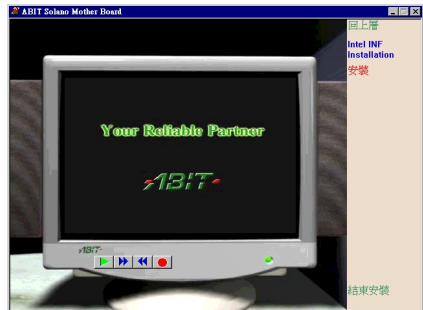 ABIT Solano Mother Board
回上層
Intel INF
Installation
安裝
Your Reliable Partner
ABIT
ABIT
結束安裝